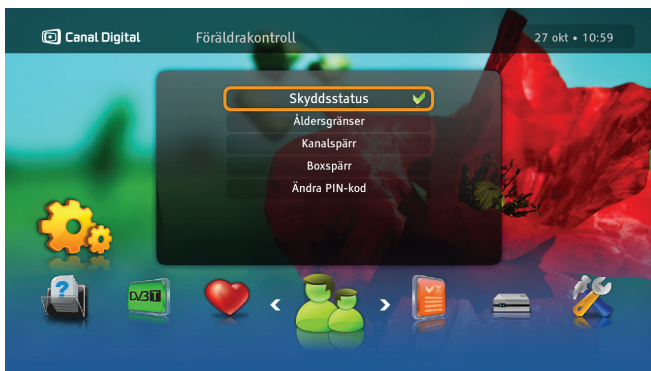 Canal Digital
Föräldrakontroll
27 okt • 10:59
Skyddsstatus
Åldersgränser
Kanalspärr
Boxspärr
Ändra PIN-kod
?
DVB T